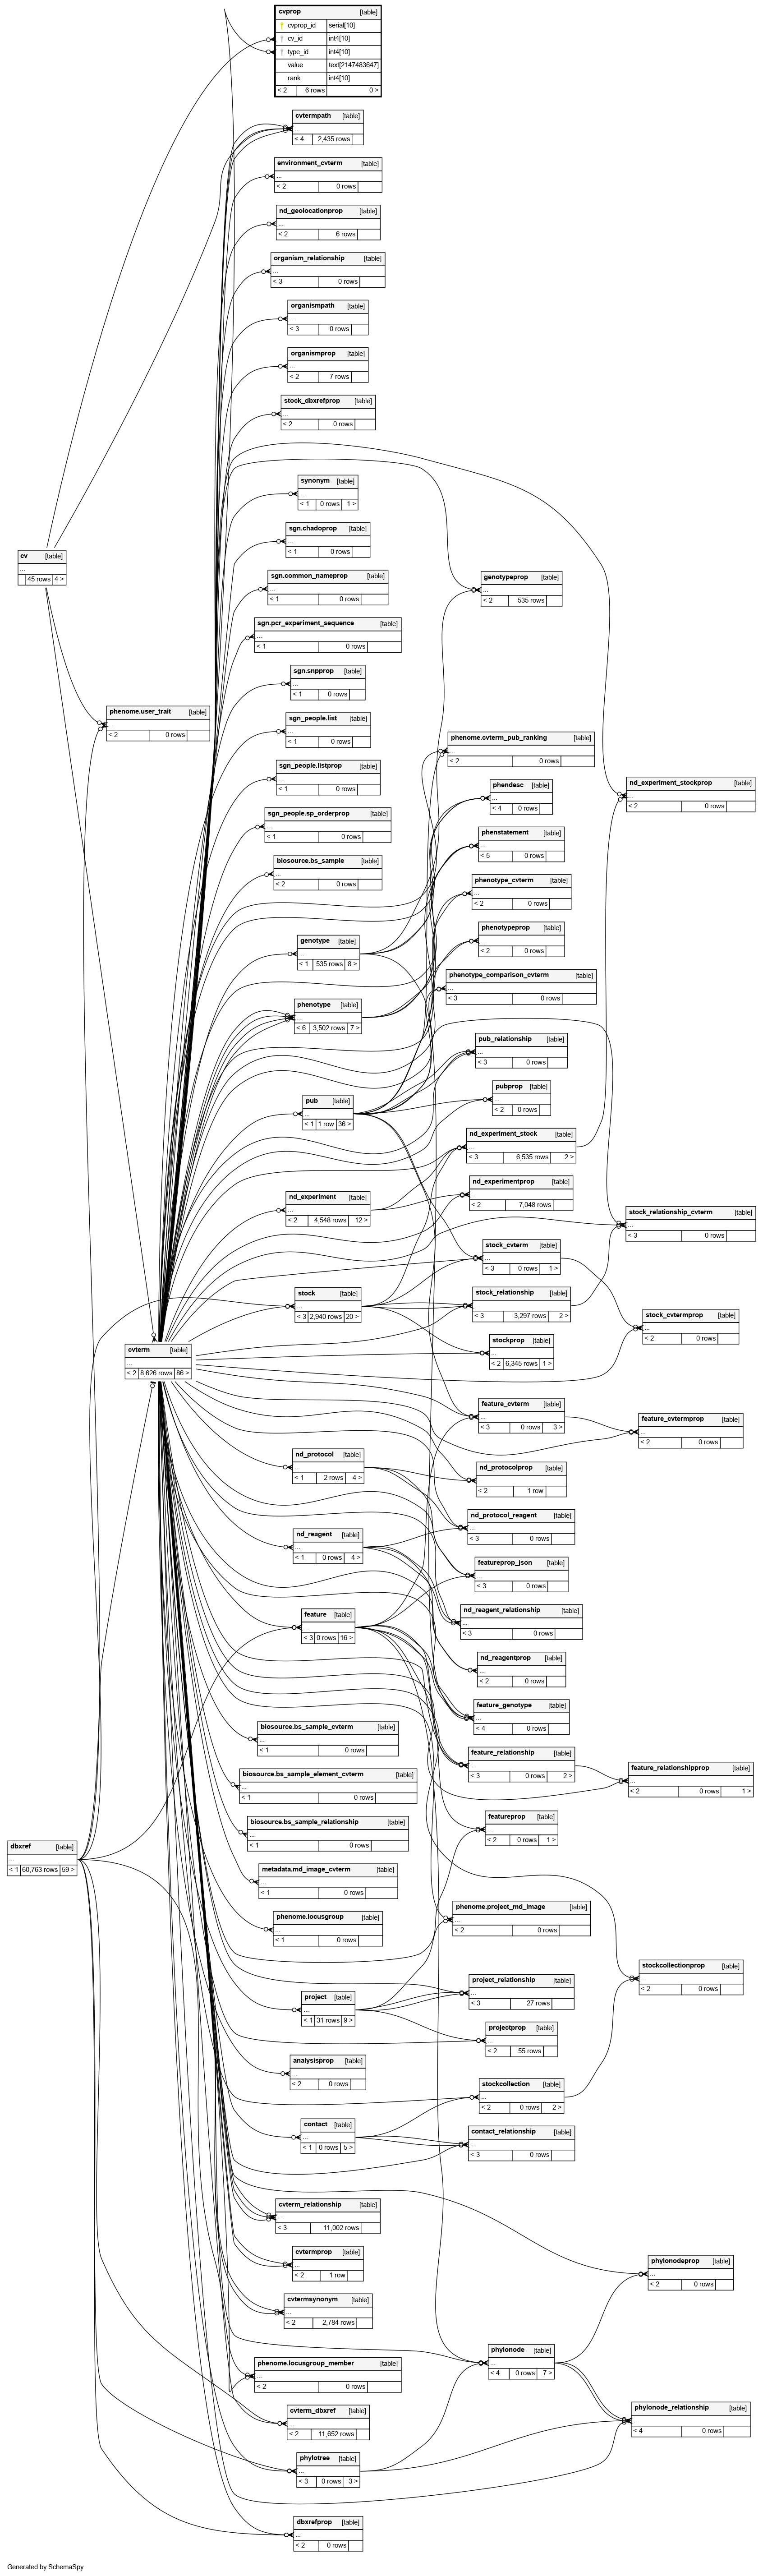 cvprop [table]
cvprop_id serial[10]
cv_id int4[10]
type_id int4[10]
value text[2147483647]
rank int4[10]
< 2 6 rows 0 >
cvtermpath [table]
...
< 4 2,435 rows
environment_cvterm [table]
...
< 2 0 rows
nd_geolocationprop [table]
...
< 2 6 rows
organism_relationship [table]
...
< 3 0 rows
organismpath [table]
...
< 3 0 rows
organismprop [table]
...
< 2 7 rows
stock_dbxrefprop [table]
...
< 2 0 rows
synonym [table]
...
< 1 0 rows 1 >
sgn.chadoprop [table]
...
< 1 0 rows
cv [table]
...
45 rows 4 >
sgn.common_nameprop [table]
...
< 1 0 rows
genotypeprop [table]
...
< 2 535 rows
sgn.pcr_experiment_sequence [table]
...
< 1 0 rows
sgn.snpprop [table]
...
< 1 0 rows
phenome.user_trait [table]
...
< 2 0 rows
sgn_people.list [table]
...
< 1 0 rows
phenome.cvterm_pub_ranking [table]
...
< 2 0 rows
sgn_people.listprop [table]
...
< 1 0 rows
phendesc [table]
...
< 4 0 rows
nd_experiment_stockprop [table]
...
< 2 0 rows
sgn_people.sp_orderprop [table]
...
< 1 0 rows
phenstatement [table]
...
< 5 0 rows
biosource.bs_sample [table]
...
< 2 0 rows
phenotype_cvterm [table]
...
< 2 0 rows
phenotypeprop [table]
...
< 2 0 rows
genotype [table]
...
< 1 535 rows 8 >
phenotype_comparison_cvterm [table]
...
< 3 0 rows
phenotype [table]
...
< 6 3,502 rows 7 >
pub_relationship [table]
...
< 3 0 rows
pubprop [table]
...
< 2 0 rows
pub [table]
...
< 1 1 row 36 >
nd_experiment_stock [table]
...
< 3 6,535 rows 2 >
nd_experimentprop [table]
...
< 2 7,048 rows
nd_experiment [table]
...
< 2 4,548 rows 12 >
stock_relationship_cvterm [table]
...
< 3 0 rows
stock_cvterm [table]
...
< 3 0 rows 1 >
stock [table]
...
< 3 2,940 rows 20 >
stock_relationship [table]
...
< 3 3,297 rows 2 >
stock_cvtermprop [table]
...
< 2 0 rows
stockprop [table]
...
< 2 6,345 rows 1 >
cvterm [table]
...
< 2 8,626 rows 86 >
feature_cvterm [table]
...
< 3 0 rows 3 >
feature_cvtermprop [table]
...
< 2 0 rows
nd_protocol [table]
...
< 1 2 rows 4 >
nd_protocolprop [table]
...
< 2 1 row
nd_protocol_reagent [table]
...
< 3 0 rows
nd_reagent [table]
...
< 1 0 rows 4 >
featureprop_json [table]
...
< 3 0 rows
nd_reagent_relationship [table]
...
< 3 0 rows
feature [table]
...
< 3 0 rows 16 >
nd_reagentprop [table]
...
< 2 0 rows
feature_genotype [table]
...
< 4 0 rows
biosource.bs_sample_cvterm [table]
...
< 1 0 rows
feature_relationship [table]
...
< 3 0 rows 2 >
feature_relationshipprop [table]
...
< 2 0 rows 1 >
biosource.bs_sample_element_cvterm [table]
...
< 1 0 rows
biosource.bs_sample_relationship [table]
...
< 1 0 rows
featureprop [table]
...
< 2 0 rows 1 >
dbxref [table]
...
< 1 60,763 rows 59 >
metadata.md_image_cvterm [table]
...
< 1 0 rows
phenome.locusgroup [table]
...
< 1 0 rows
phenome.project_md_image [table]
...
< 2 0 rows
stockcollectionprop [table]
...
< 2 0 rows
project_relationship [table]
...
< 3 27 rows
project [table]
...
< 1 31 rows 9 >
projectprop [table]
...
< 2 55 rows
analysisprop [table]
...
< 2 0 rows
stockcollection [table]
...
< 2 0 rows 2 >
contact [table]
...
< 1 0 rows 5 >
contact_relationship [table]
...
< 3 0 rows
cvterm_relationship [table]
...
< 3 11,002 rows
cvtermprop [table]
...
< 2 1 row
phylonodeprop [table]
...
< 2 0 rows
cvtermsynonym [table]
...
< 2 2,784 rows
phylonode [table]
...
< 4 0 rows 7 >
phenome.locusgroup_member [table]
...
< 2 0 rows
phylonode_relationship [table]
...
< 4 0 rows
cvterm_dbxref [table]
...
< 2 11,652 rows
phylotree [table]
...
< 3 0 rows 3 >
dbxrefprop [table]
...
< 2 0 rows
Generated by SchemaSpy